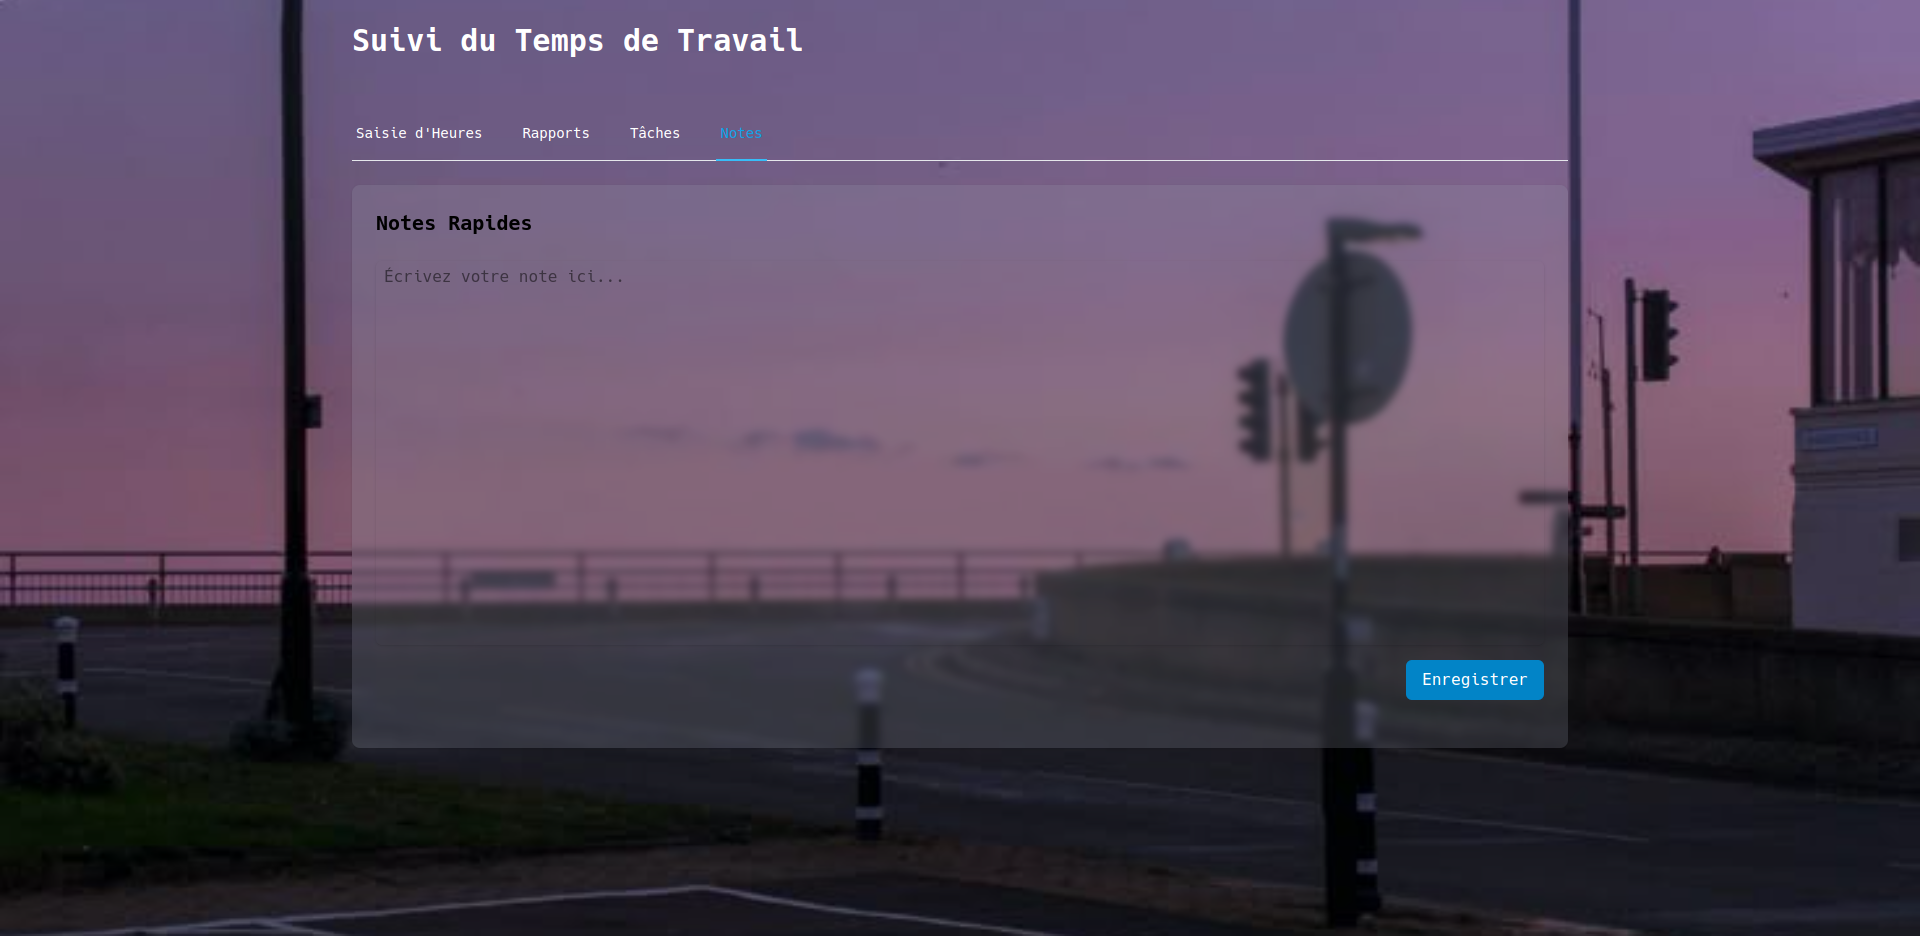 Suivi du Temps de Travail
Saisie d'Heures Rapports Tâches Notes
Notes Rapides
Écrivez votre note ici...
Enregistrer